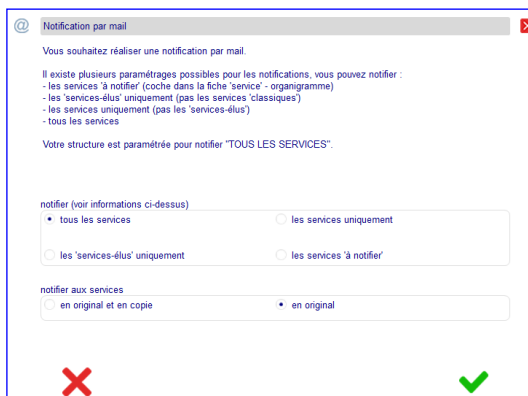 @ Notification par mail
Vous souhaitez réaliser une notification par mail.
Il existe plusieurs paramétrages possibles pour les notifications, vous pouvez notifier :
- les services 'à notifier' (coche dans la fiche 'service' - organigramme)
- les 'services-élus' uniquement (pas les services 'classiques')
- les services uniquement (pas les 'services-élus')
- tous les services
Votre structure est paramétrée pour notifier "TOUS LES SERVICES".
notifier (voir informations ci-dessus)
tous les services les services uniquement
les 'services-élus' uniquement les services 'à notifier'
notifier aux services
en original et en copie en original